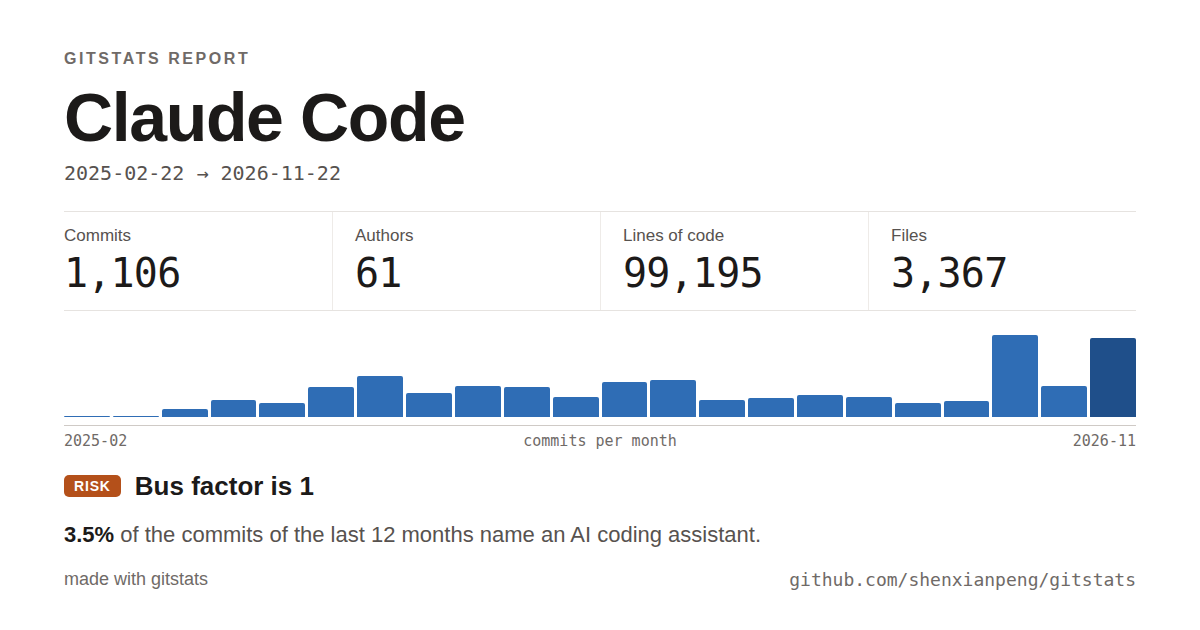 GITSTATS REPORT
Claude Code
2025-02-22 → 2026-11-22
Commits
1,106
Authors
61
Lines of code
99,195
Files
3,367
2025-02
commits per month
2026-11
RISK Bus factor is 1
3.5% of the commits of the last 12 months name an AI coding assistant.
made with gitstats
github.com/shenxianpeng/gitstats